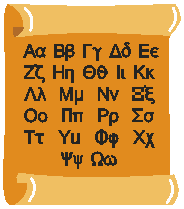 Αα Ββ Γγ Δδ Εε
Ζζ Ηη Θθ Ιι Κκ
Λλ Μμ Νν Ξξ
Οο Ππ Ρρ Σσ
Ττ Υυ Φφ Χχ
Ψψ Ωω